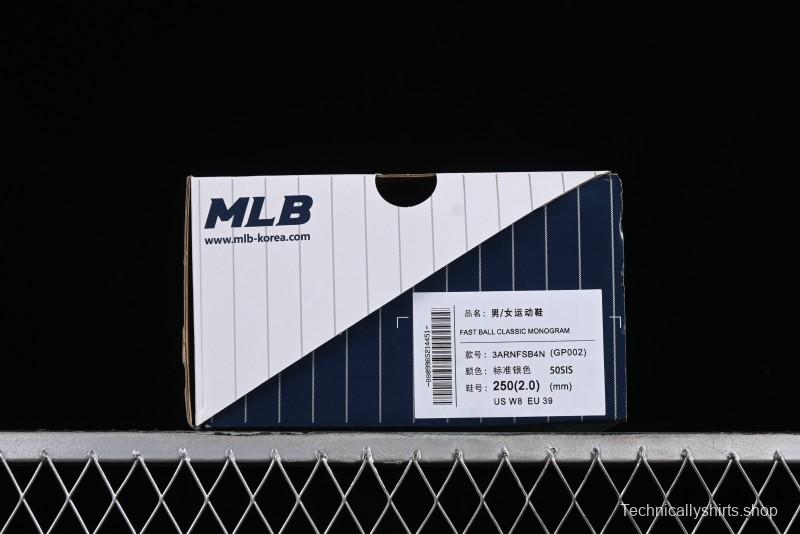 MLB
www.mlb-korea.com
品名: 男/女运动鞋
FAST BALL CLASSIC MONOGRAM
款号: 3ARNFSB4N (GP002)
颜色: 标准银色 50SIS
鞋号: 250(2.0) (mm)
US W8 EU 39
-8809965214451-
Technicallyshirts.shop